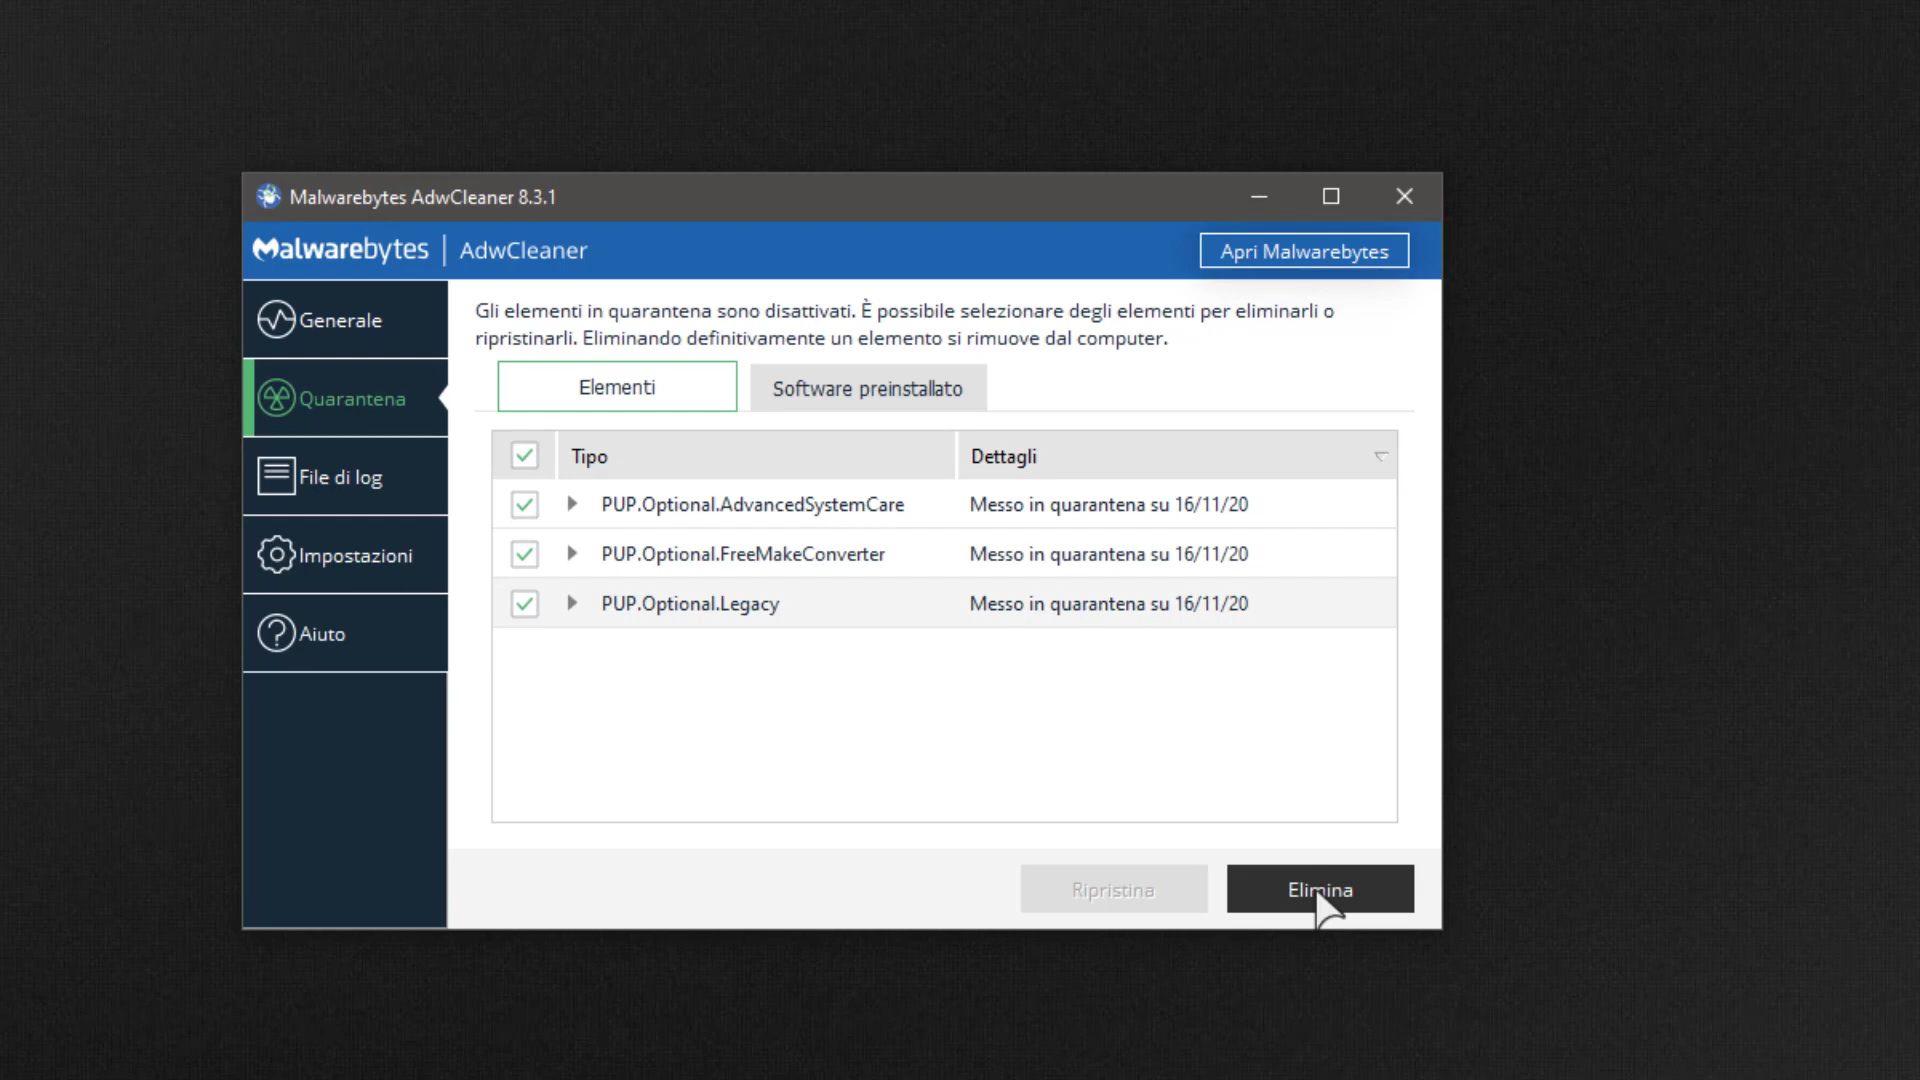 Malwarebytes AdwCleaner 8.3.1
Malwarebytes | AdwCleaner
Apri Malwarebytes
Generale
Quarantena
File di log
Impostazioni
Aiuto
Gli elementi in quarantena sono disattivati. È possibile selezionare degli elementi per eliminarli o
ripristinarli. Eliminando definitivamente un elemento si rimuove dal computer.
Elementi
Software preinstallato
Tipo
Dettagli
PUP.Optional.AdvancedSystemCare
Messo in quarantena su 16/11/20
PUP.Optional.FreeMakeConverter
Messo in quarantena su 16/11/20
PUP.Optional.Legacy
Messo in quarantena su 16/11/20
Ripristina
Elimina